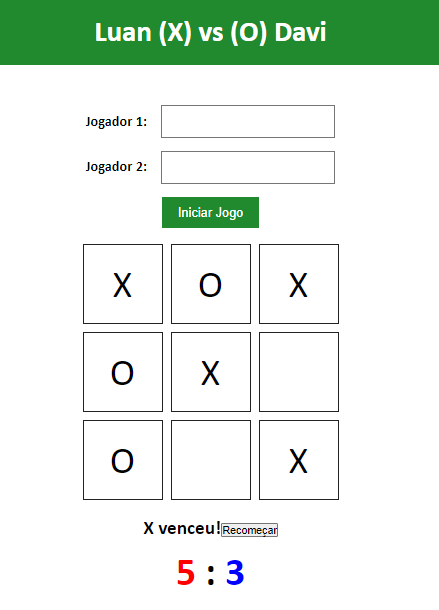 Luan (X) vs (O) Davi
Jogador 1:
Jogador 2:
Iniciar Jogo
X O X
O X
O X
X venceu! Recomeçar
5 : 3